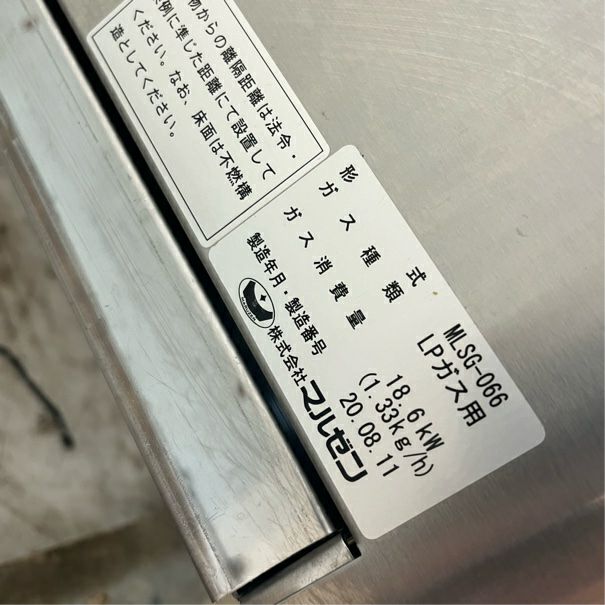 物からの離隔距離は法令・
例に準じた距離にて設置して
ください。なお、床面は不燃構
造としてください。
形式 MLSG-066
ガス種類 LPガス用
ガス消費量 18.6kW
(1.33kg/h)
製造年月・製造番号 20.08.11
株式会社マルゼン